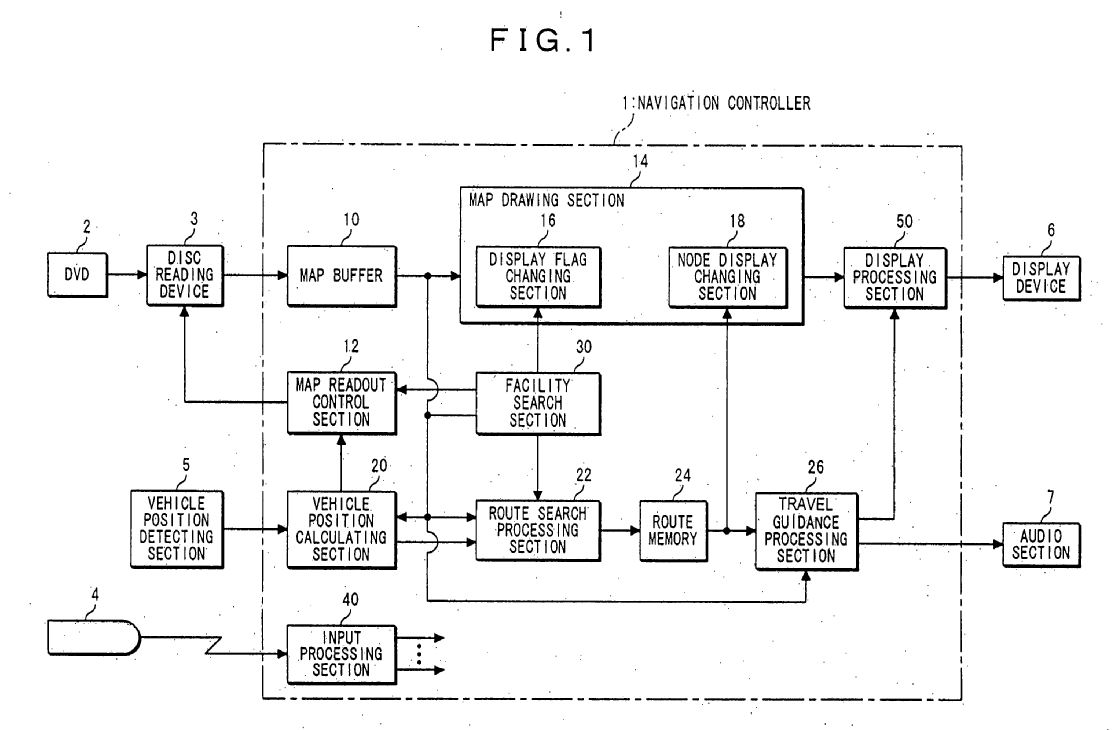 FIG.1
1:NAVIGATION CONTROLLER
14
MAP DRAWING SECTION
2
DVD
3
DISC
READING
DEVICE
10
MAP BUFFER
16
DISPLAY FLAG
CHANGING
SECTION
18
NODE DISPLAY
CHANGING
SECTION
50
DISPLAY
PROCESSING
SECTION
6
DISPLAY
DEVICE
12
MAP READOUT
CONTROL
SECTION
30
FACILITY
SEARCH
SECTION
5
VEHICLE
POSITION
DETECTING
SECTION
20
VEHICLE
POSITION
CALCULATING
SECTION
22
ROUTE SEARCH
PROCESSING
SECTION
24
ROUTE
MEMORY
26
TRAVEL
GUIDANCE
PROCESSING
SECTION
7
AUDIO
SECTION
4
40
INPUT
PROCESSING
SECTION